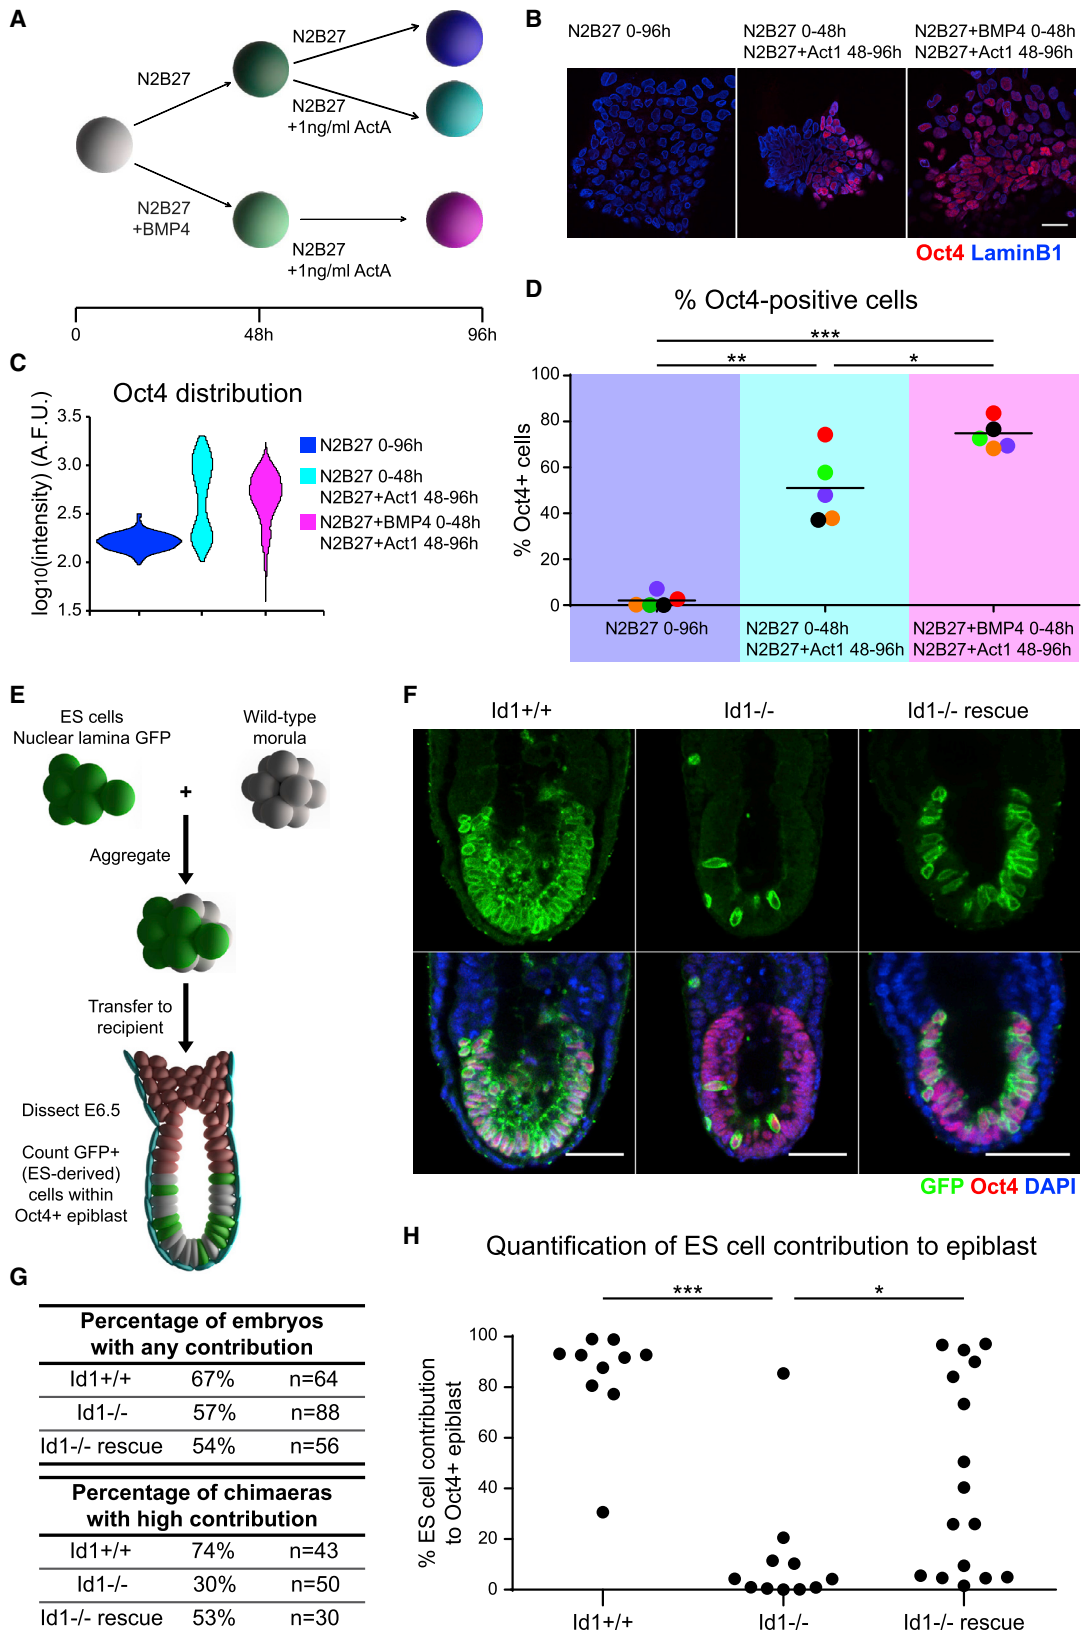 A
N2B27
N2B27
N2B27
+1ng/ml ActA
N2B27
+BMP4
N2B27
+1ng/ml ActA
0
48h
96h
B
N2B27 0-96h
N2B27 0-48h
N2B27+Act1 48-96h
N2B27+BMP4 0-48h
N2B27+Act1 48-96h
Oct4 LaminB1
C
Oct4 distribution
log10(intensity) (A.F.U.)
3.5
3.0
2.5
2.0
1.5
N2B27 0-96h
N2B27 0-48h
N2B27+Act1 48-96h
N2B27+BMP4 0-48h
N2B27+Act1 48-96h
D
% Oct4-positive cells
***
**
*
% Oct4+ cells
100
80
60
40
20
0
N2B27 0-96h
N2B27 0-48h
N2B27+Act1 48-96h
N2B27+BMP4 0-48h
N2B27+Act1 48-96h
E
ES cells
Nuclear lamina GFP
Wild-type
morula
+
Aggregate
Transfer to
recipient
Dissect E6.5
Count GFP+
(ES-derived)
cells within
Oct4+ epiblast
F
Id1+/+
Id1-/-
Id1-/- rescue
GFP Oct4 DAPI
G
Percentage of embryos
with any contribution
Id1+/+ 67% n=64
Id1-/- 57% n=88
Id1-/- rescue 54% n=56
Percentage of chimaeras
with high contribution
Id1+/+ 74% n=43
Id1-/- 30% n=50
Id1-/- rescue 53% n=30
H
Quantification of ES cell contribution to epiblast
***
*
% ES cell contribution
to Oct4+ epiblast
100
80
60
40
20
0
Id1+/+
Id1-/-
Id1-/- rescue